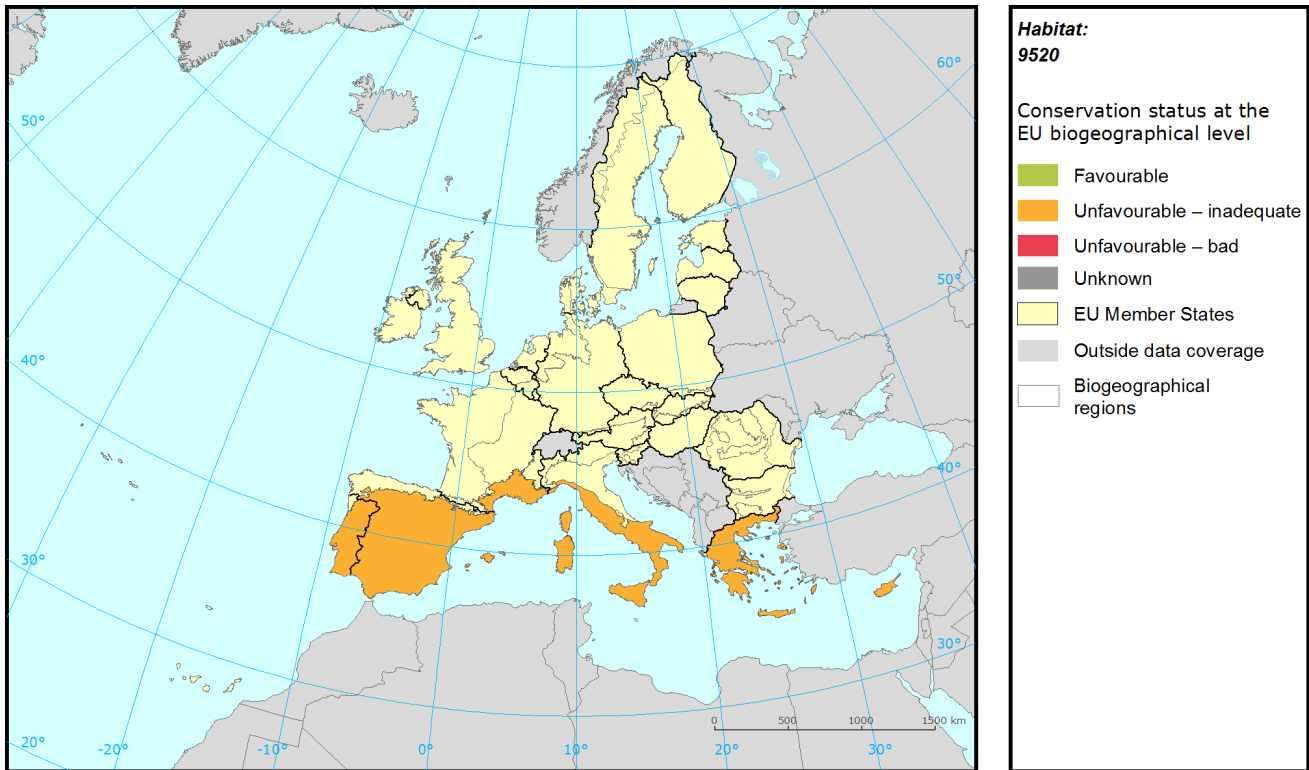 Habitat:
9520
Conservation status at the
EU biogeographical level
Favourable
Unfavourable – inadequate
Unfavourable – bad
Unknown
EU Member States
Outside data coverage
Biogeographical
regions
60°
50°
50°
40°
40°
30°
30°
0 500 1000 1500 km
20° -20° -10° 0° 10° 20° 30°